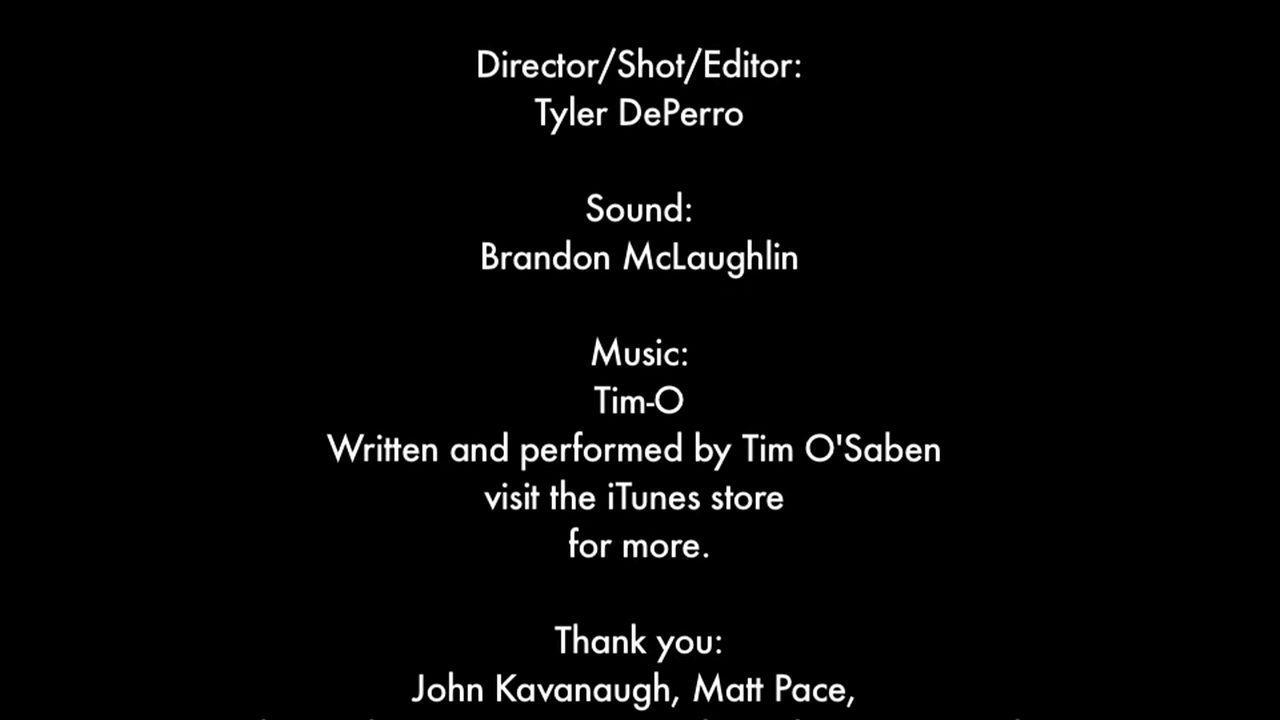 Director/Shot/Editor:
Tyler DePerro
Sound:
Brandon McLaughlin
Music:
Tim-O
Written and performed by Tim O'Saben
visit the iTunes store
for more.
Thank you:
John Kavanaugh, Matt Pace,